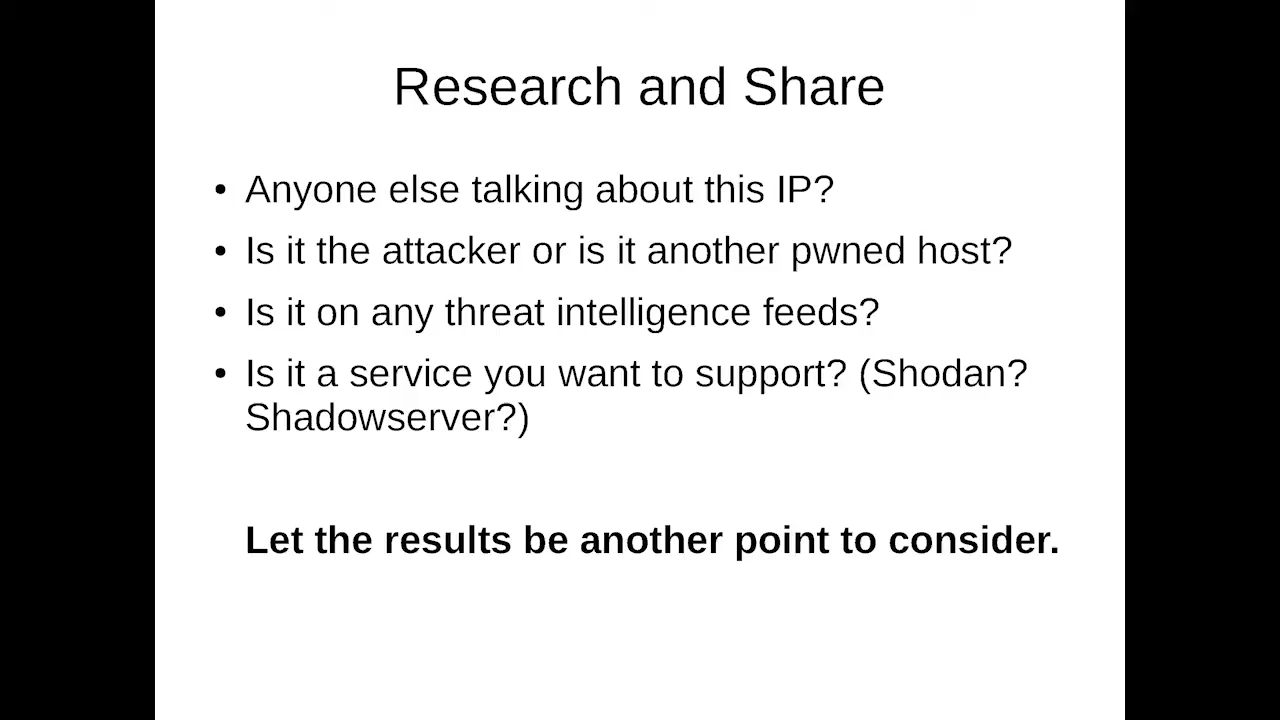 Research and Share
• Anyone else talking about this IP?
• Is it the attacker or is it another pwned host?
• Is it on any threat intelligence feeds?
• Is it a service you want to support? (Shodan?
Shadowserver?)
Let the results be another point to consider.